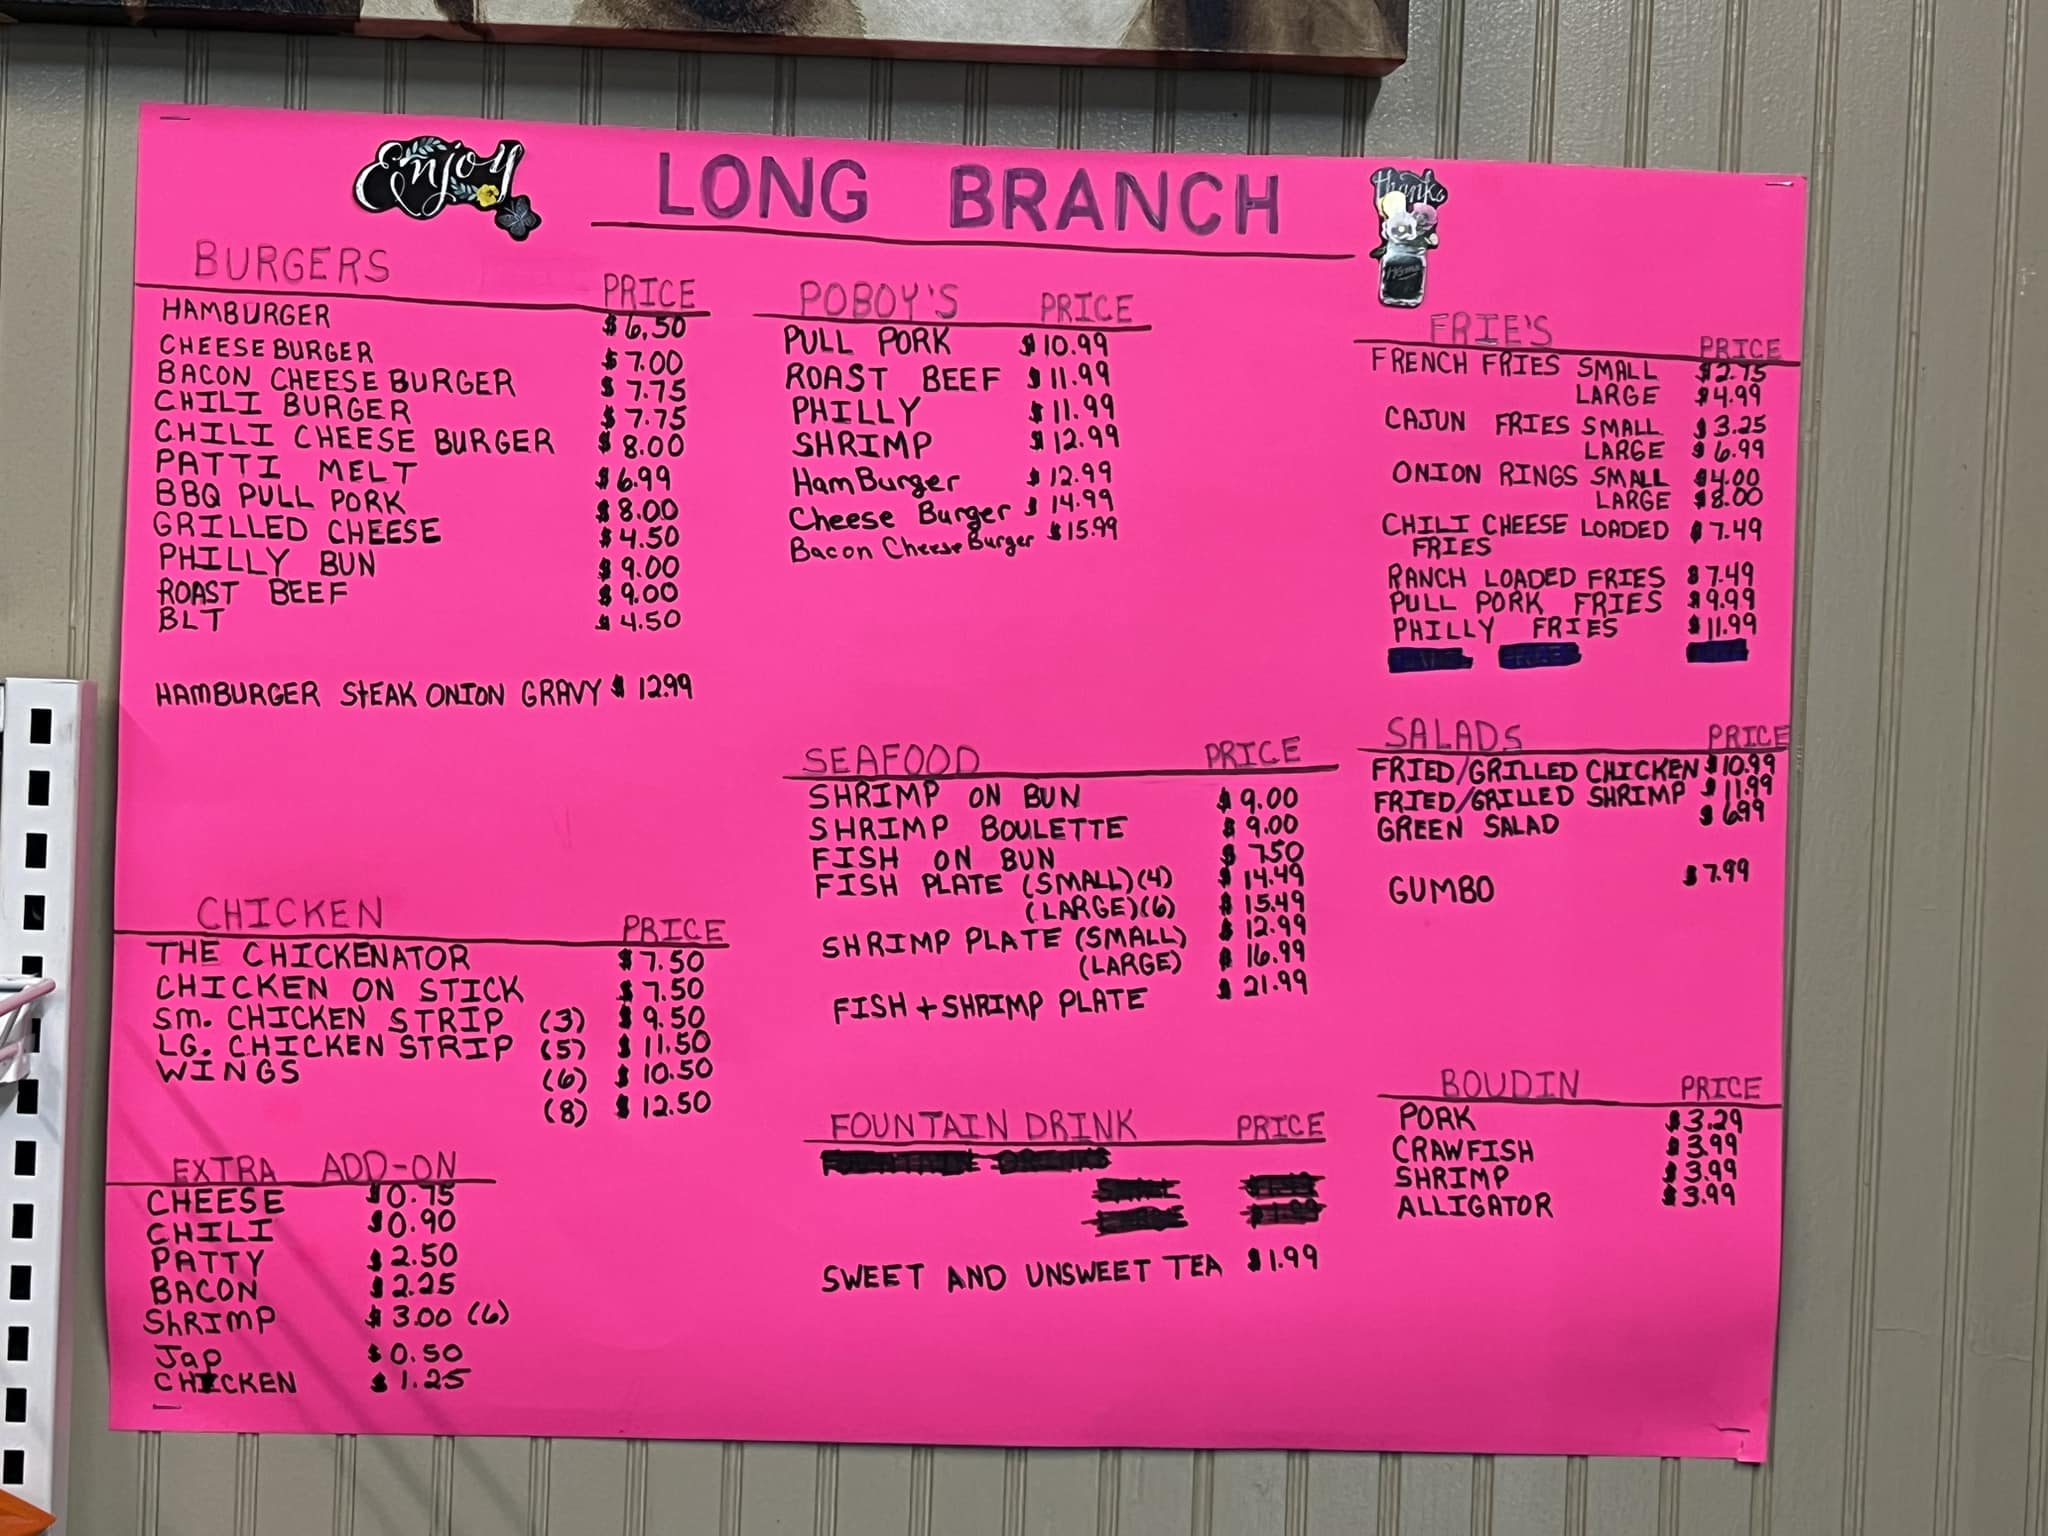 Enjoy
LONG BRANCH
Thanks
BURGERS PRICE
HAMBURGER $6.50
CHEESEBURGER $7.00
BACON CHEESEBURGER $7.75
CHILI BURGER $7.75
CHILI CHEESE BURGER $8.00
PATTI MELT $6.99
BBQ PULL PORK $8.00
GRILLED CHEESE $4.50
PHILLY BUN $9.00
ROAST BEEF $9.00
BLT $4.50
HAMBURGER STEAK ONION GRAVY $12.99
CHICKEN PRICE
THE CHICKENATOR $7.50
CHICKEN ON STICK $7.50
SM. CHICKEN STRIP (3) $9.50
LG. CHICKEN STRIP (5) $11.50
WINGS (6) $10.50
(8) $12.50
EXTRA ADD-ON
CHEESE $0.75
CHILI $0.90
PATTY $2.50
BACON $2.25
ShRIMP $3.00 (6)
Jap $0.50
CHICKEN $1.25
POBOY'S PRICE
PULL PORK $10.99
ROAST BEEF $11.99
PHILLY $11.99
SHRIMP $12.99
HamBurger $12.99
Cheese Burger $14.99
Bacon Cheese Burger $15.99
SEAFOOD PRICE
SHRIMP ON BUN $9.00
SHRIMP BOULETTE $9.00
FISH ON BUN $7.50
FISH PLATE (SMALL)(4) $14.49
(LARGE)(6) $15.49
SHRIMP PLATE (SMALL) $12.99
(LARGE) $16.99
FISH + SHRIMP PLATE $21.99
FOUNTAIN DRINK PRICE
SWEET AND UNSWEET TEA $1.99
FRIE'S PRICE
FRENCH FRIES SMALL $2.75
LARGE $4.99
CAJUN FRIES SMALL $3.25
LARGE $6.99
ONION RINGS SMALL $4.00
LARGE $8.00
CHILI CHEESE LOADED $7.49
FRIES
RANCH LOADED FRIES $7.49
PULL PORK FRIES $9.99
PHILLY FRIES $11.99
SALADS PRICE
FRIED/GRILLED CHICKEN $10.99
FRIED/GRILLED SHRIMP $11.99
GREEN SALAD $6.99
GUMBO $7.99
BOUDIN PRICE
PORK $3.29
CRAWFISH $3.99
SHRIMP $3.99
ALLIGATOR $3.99